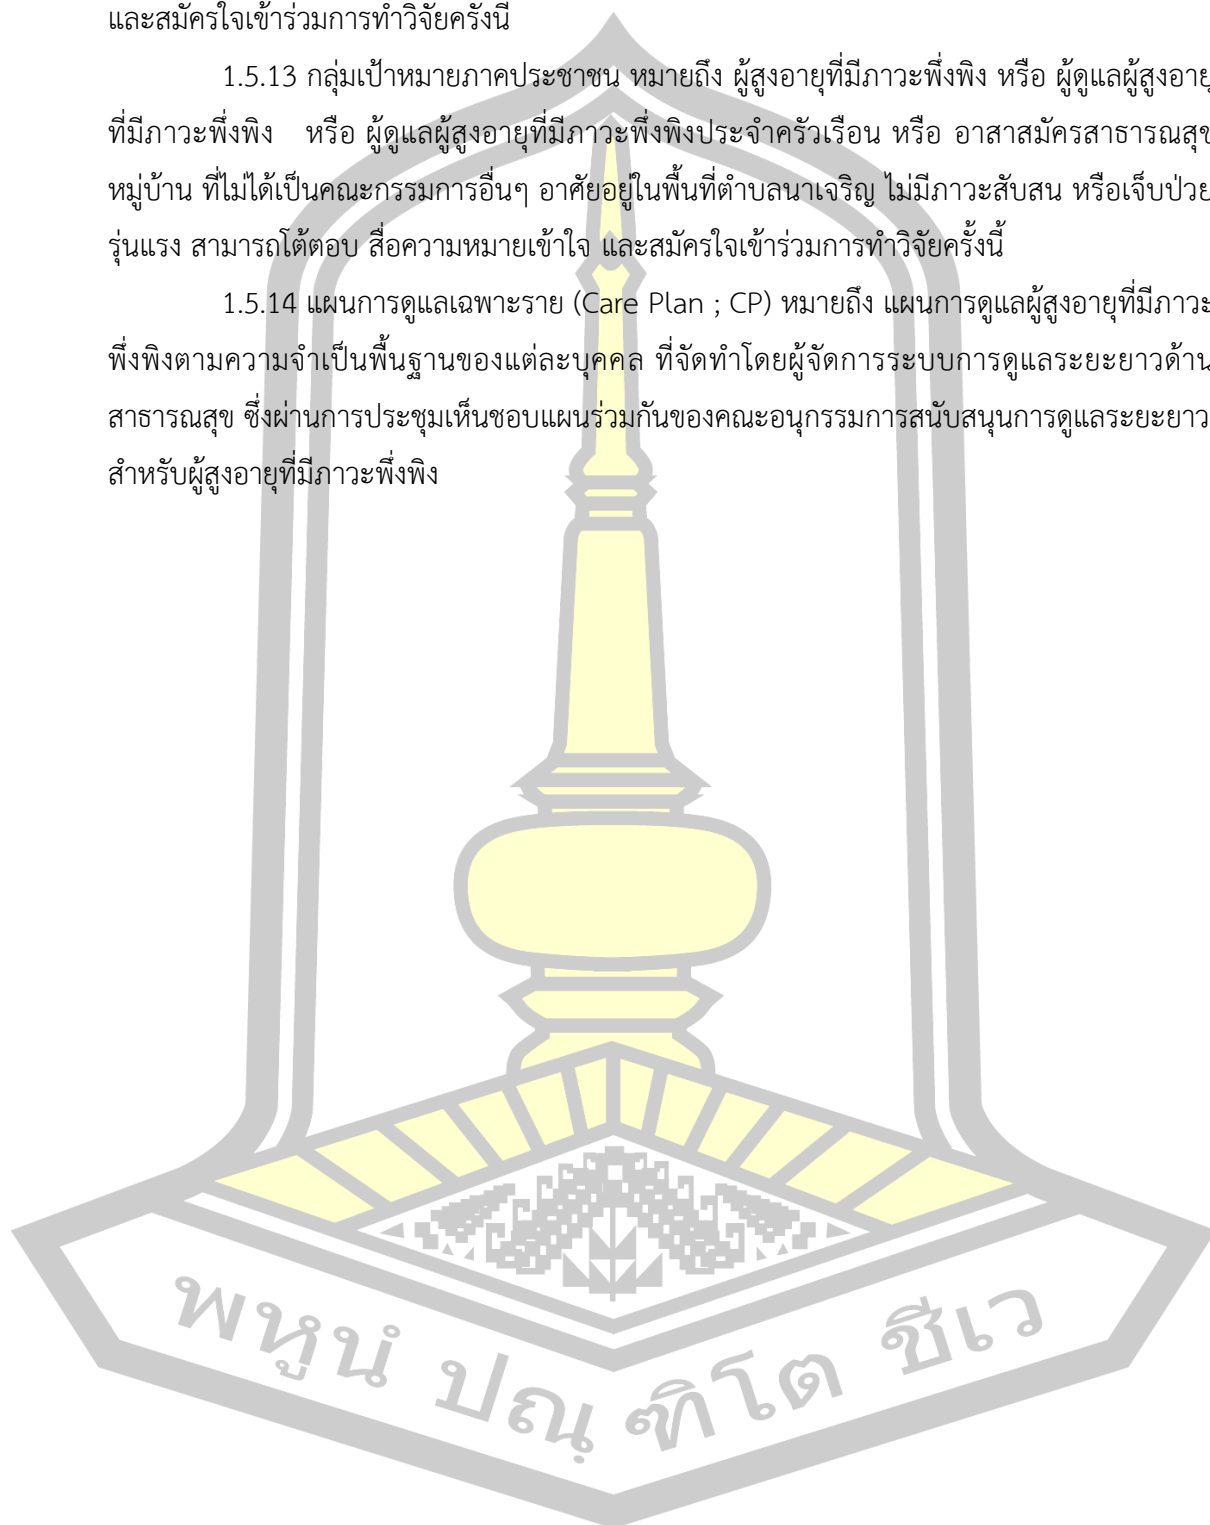 และสมัครใจเข้าร่วมการทำวิจัยครั้งนี้
1.5.13 กลุ่มเป้าหมายภาคประชาชน หมายถึง ผู้สูงอายุที่มีภาวะพึ่งพิง หรือ ผู้ดูแลผู้สูงอายุ
ที่มีภาวะพึ่งพิง หรือ ผู้ดูแลผู้สูงอายุที่มีภาวะพึ่งพิงประจำครัวเรือน หรือ อาสาสมัครสาธารณสุข
หมู่บ้าน ที่ไม่ได้เป็นคณะกรรมการอื่นๆ อาศัยอยู่ในพื้นที่ตำบลนาเจริญ ไม่มีภาวะสับสน หรือเจ็บป่วย
รุ่นแรง สามารถโต้ตอบ สื่อความหมายเข้าใจ และสมัครใจเข้าร่วมการทำวิจัยครั้งนี้
1.5.14 แผนการดูแลเฉพาะราย (Care Plan ; CP) หมายถึง แผนการดูแลผู้สูงอายุที่มีภาวะ
พึ่งพิงตามความจำเป็นพื้นฐานของแต่ละบุคคล ที่จัดทำโดยผู้จัดการระบบการดูแลระยะยาวด้าน
สาธารณสุข ซึ่งผ่านการประชุมเห็นชอบแผนร่วมกันของคณะอนุกรรมการสนับสนุนการดูแลระยะยาว
สำหรับผู้สูงอายุที่มีภาวะพึ่งพิง
พหูนํ ปณฺฑิโต ชีเว